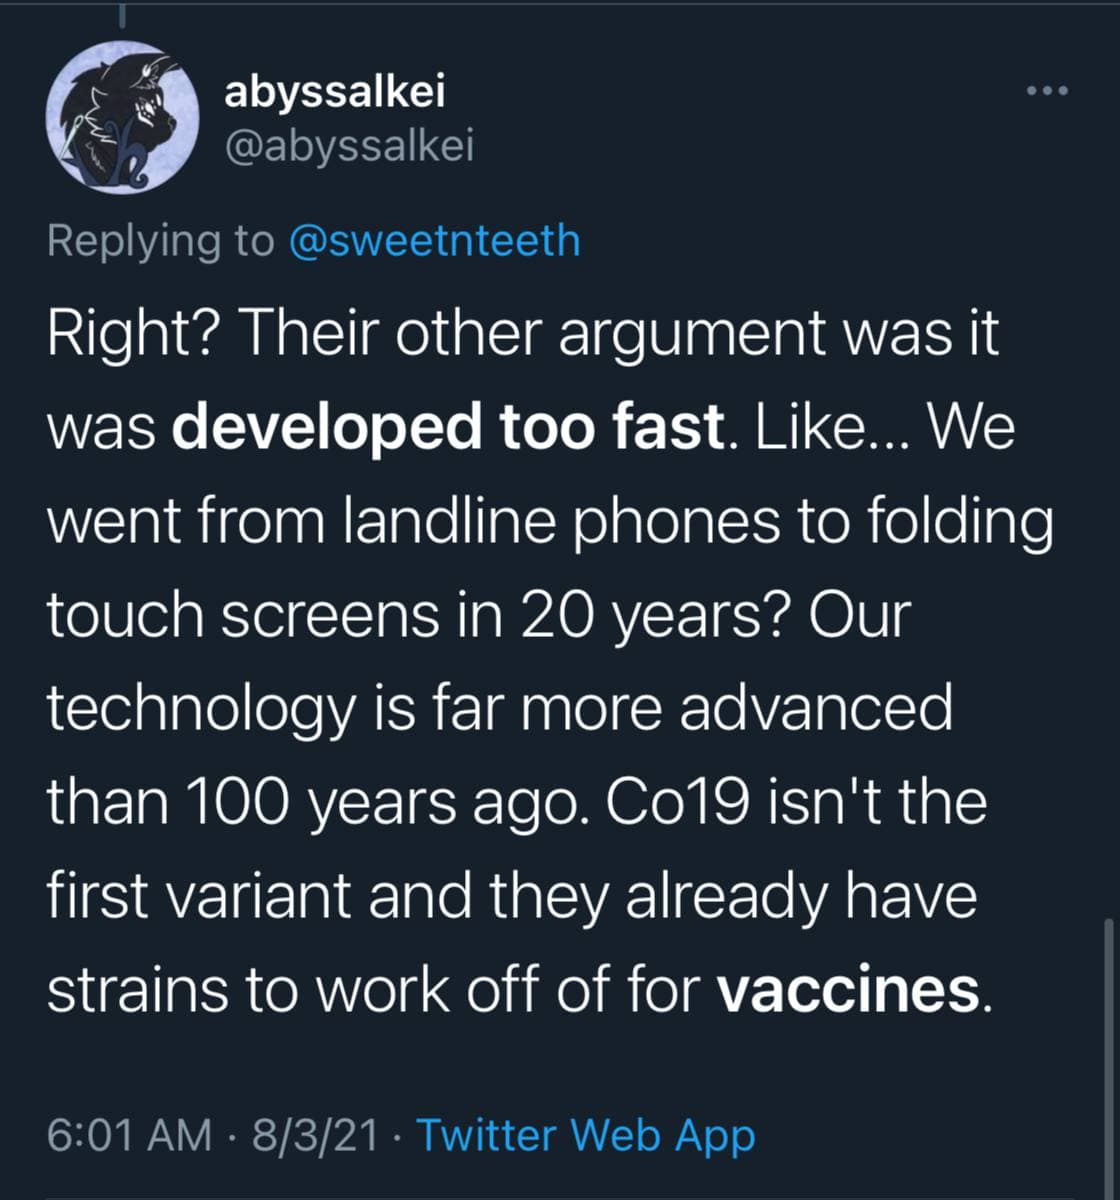 abyssalkei
@abyssalkei
Replying to @sweetnteeth
Right? Their other argument was it
was developed too fast. Like... We
went from landline phones to folding
touch screens in 20 years? Our
technology is far more advanced
than 100 years ago. Co19 isn't the
first variant and they already have
strains to work off of for vaccines.
6:01 AM · 8/3/21 · Twitter Web App